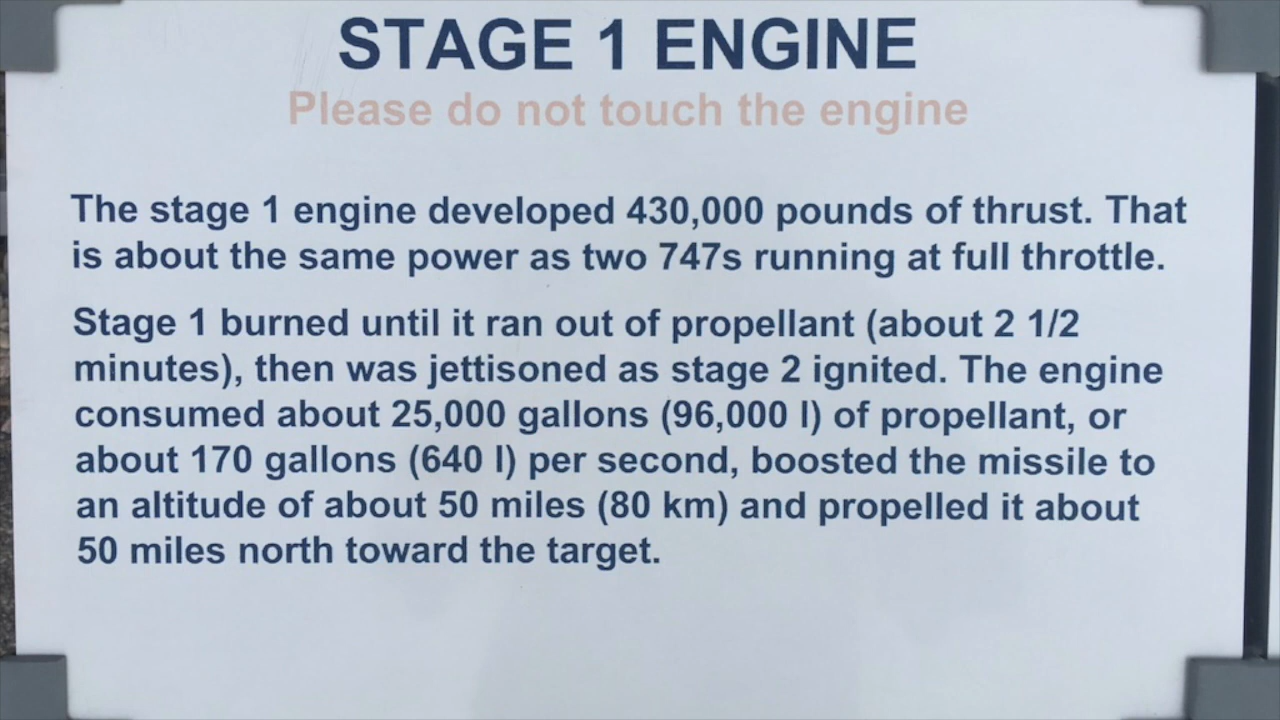 STAGE 1 ENGINE
Please do not touch the engine
The stage 1 engine developed 430,000 pounds of thrust. That
is about the same power as two 747s running at full throttle.
Stage 1 burned until it ran out of propellant (about 2 1/2
minutes), then was jettisoned as stage 2 ignited. The engine
consumed about 25,000 gallons (96,000 l) of propellant, or
about 170 gallons (640 l) per second, boosted the missile to
an altitude of about 50 miles (80 km) and propelled it about
50 miles north toward the target.